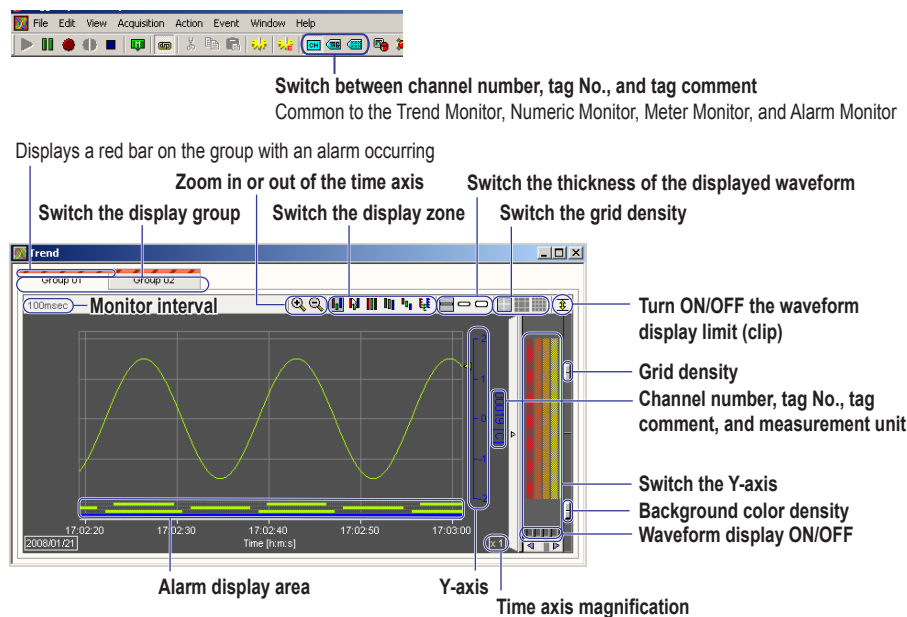 File Edit View Acquisition Action Event Window Help
CH
Switch between channel number, tag No., and tag comment
Common to the Trend Monitor, Numeric Monitor, Meter Monitor, and Alarm Monitor
Displays a red bar on the group with an alarm occurring
Zoom in or out of the time axis
Switch the thickness of the displayed waveform
Switch the display group
Switch the display zone
Switch the grid density
Trend
Group 01 Group 02
100msec
Monitor interval
Turn ON/OFF the waveform
display limit (clip)
2
1
0
-1
-2
Grid density
Channel number, tag No., tag
comment, and measurement unit
Switch the Y-axis
Background color density
Waveform display ON/OFF
17:02:20 17:02:30 17:02:40 17:02:50 17:03:00
2008/01/21
Time [h:m:s]
x 1
Alarm display area
Y-axis
Time axis magnification